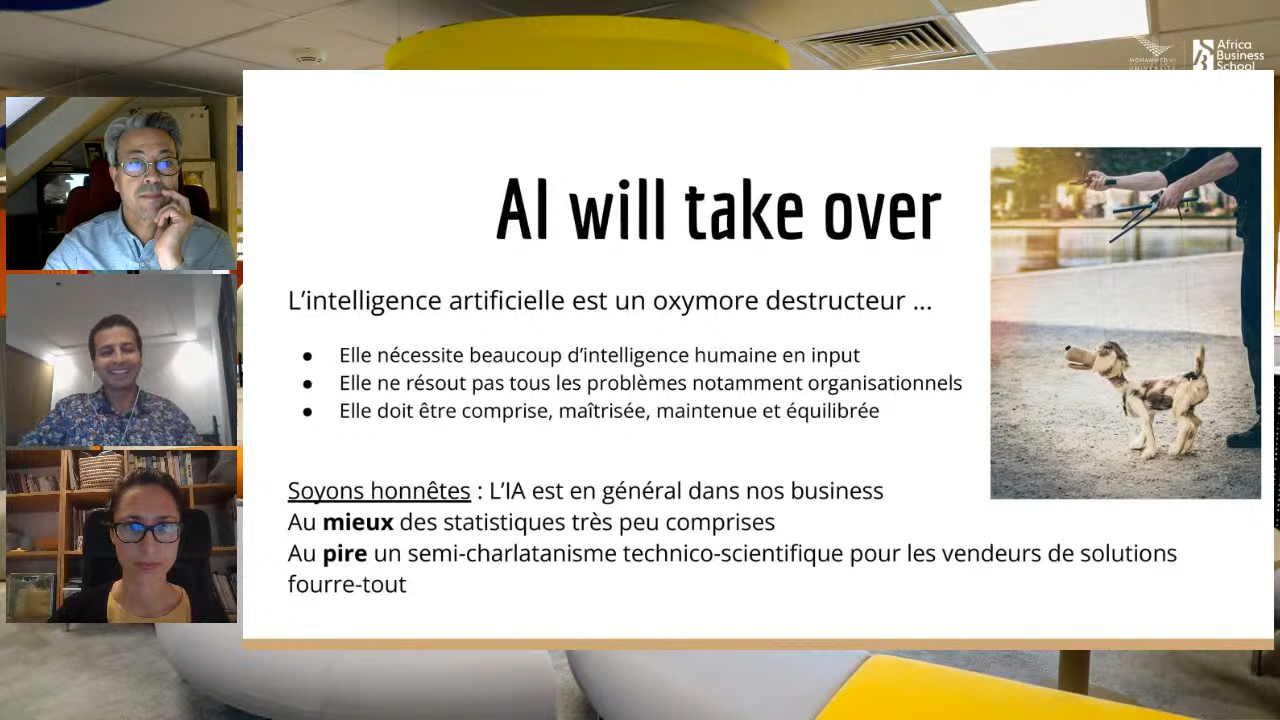 MOHAMMED VI
UNIVERSITY
Africa
Business
School
AI will take over
L’intelligence artificielle est un oxymore destructeur ...
● Elle nécessite beaucoup d’intelligence humaine en input
● Elle ne résout pas tous les problèmes notamment organisationnels
● Elle doit être comprise, maîtrisée, maintenue et équilibrée
Soyons honnêtes : L’IA est en général dans nos business
Au mieux des statistiques très peu comprises
Au pire un semi-charlatanisme technico-scientifique pour les vendeurs de solutions
fourre-tout